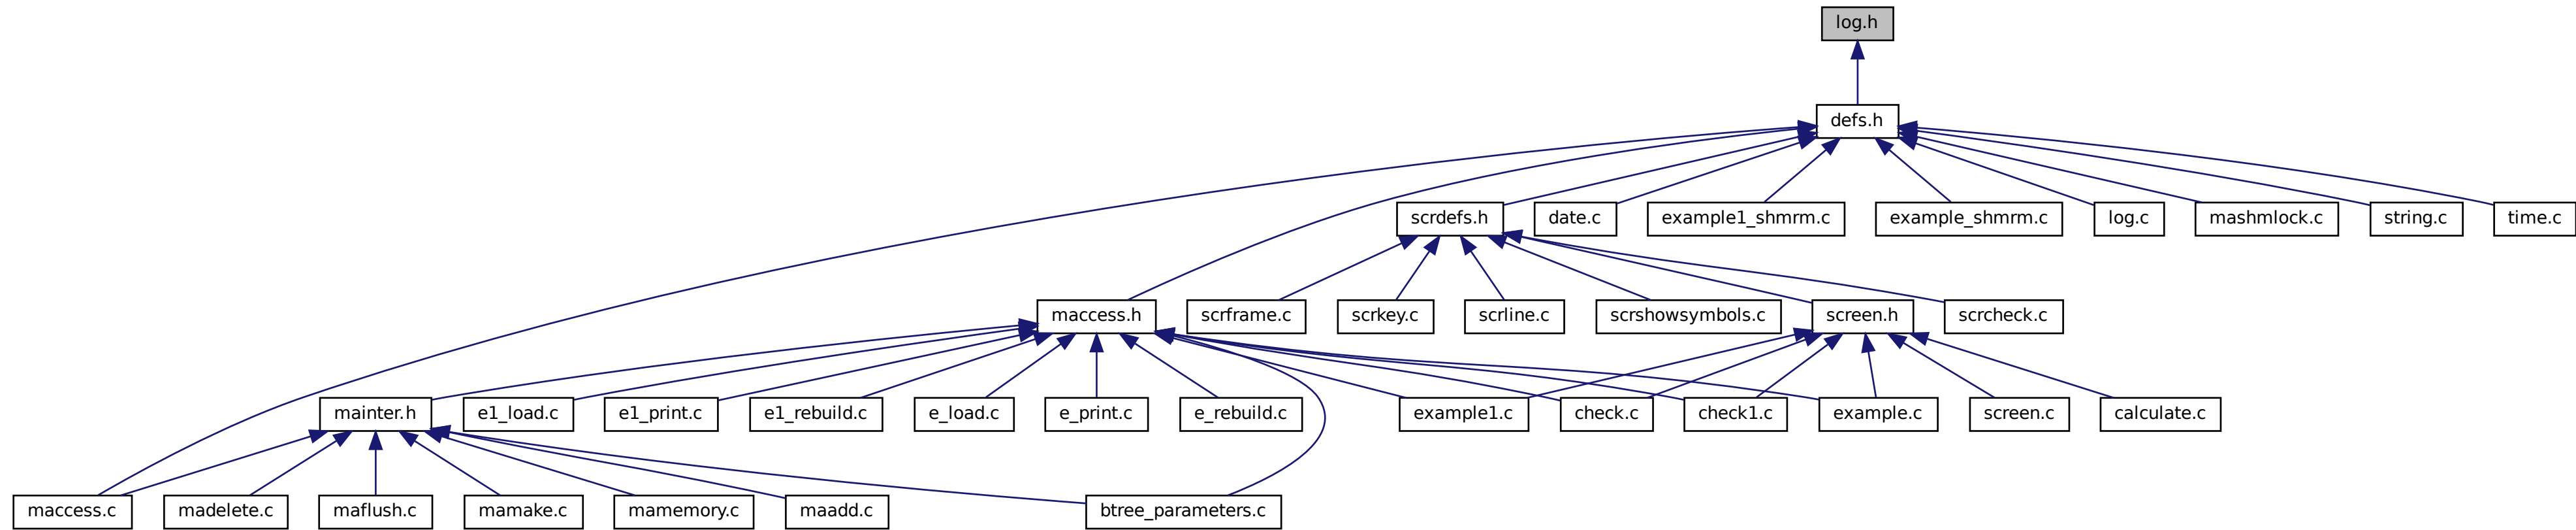 log.h
defs.h
scrdefs.h
date.c
example1_shmrm.c
example_shmrm.c
log.c
mashmlock.c
string.c
time.c
maccess.h
scrframe.c
scrkey.c
scrline.c
scrshowsymbols.c
screen.h
scrcheck.c
mainter.h
e1_load.c
e1_print.c
e1_rebuild.c
e_load.c
e_print.c
e_rebuild.c
example1.c
check.c
check1.c
example.c
screen.c
calculate.c
maccess.c
madelete.c
maflush.c
mamake.c
mamemory.c
maadd.c
btree_parameters.c